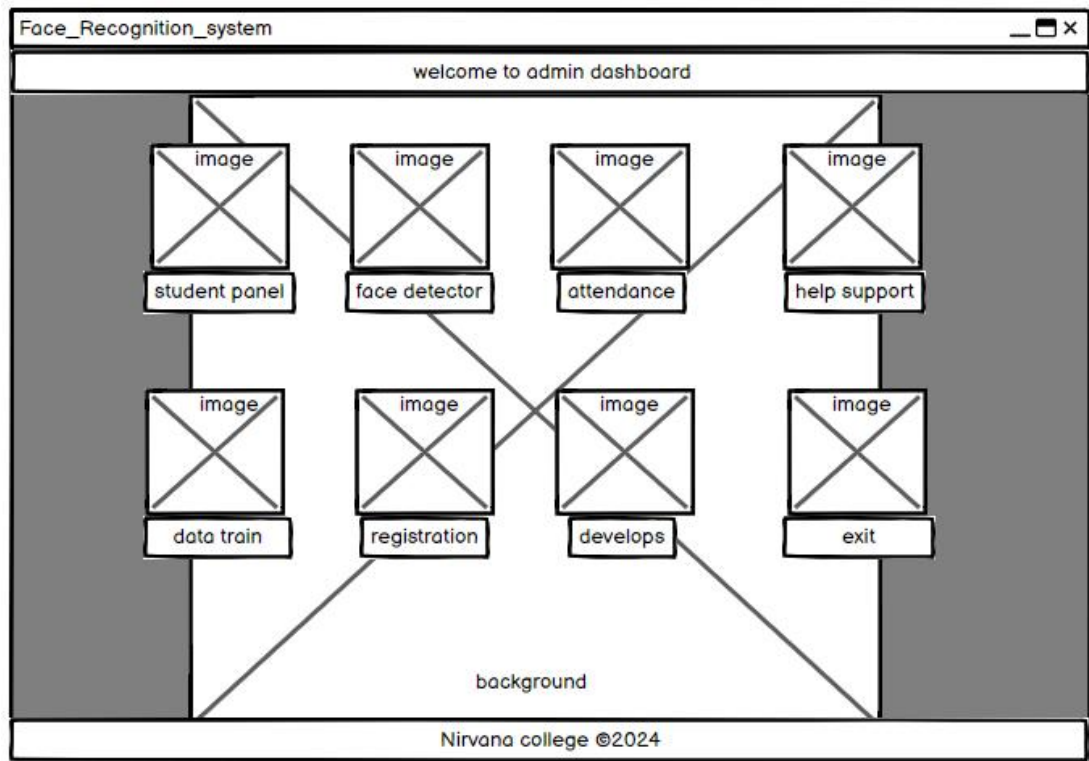 Face_Recognition_system
welcome to admin dashboard
image image image image
student panel face detector attendance help support
image image image image
data train registration develops exit
background
Nirvana college ©2024